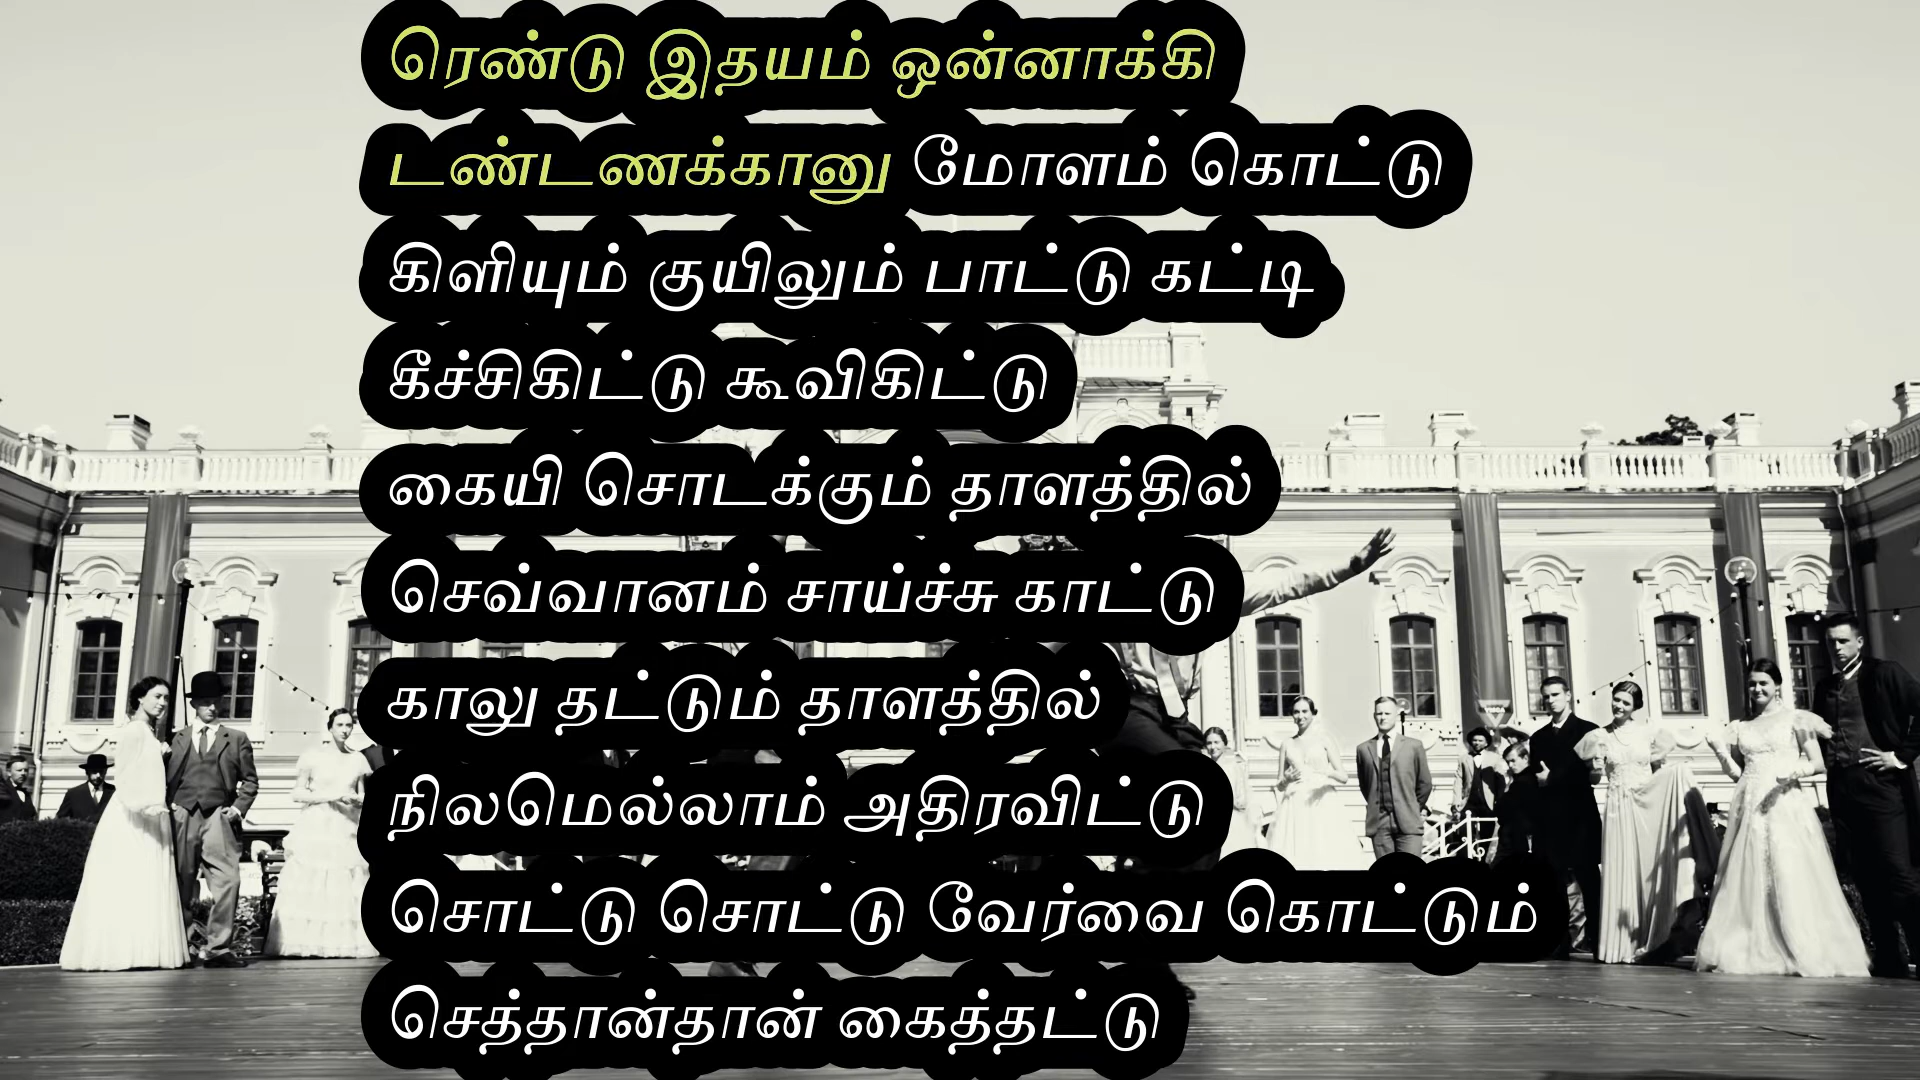 ரெண்டு இதயம் ஒன்னாக்கி
டண்டணக்கானு மோளம் கொட்டு
கிளியும் குயிலும் பாட்டு கட்டி
கீச்சிகிட்டு கூவிகிட்டு
கையி சொடக்கும் தாளத்தில்
செவ்வானம் சாய்ச்சு காட்டு
காலு தட்டும் தாளத்தில்
நிலமெல்லாம் அதிரவிட்டு
சொட்டு சொட்டு வேர்வை கொட்டும்
செத்தான்தான் கைத்தட்டு